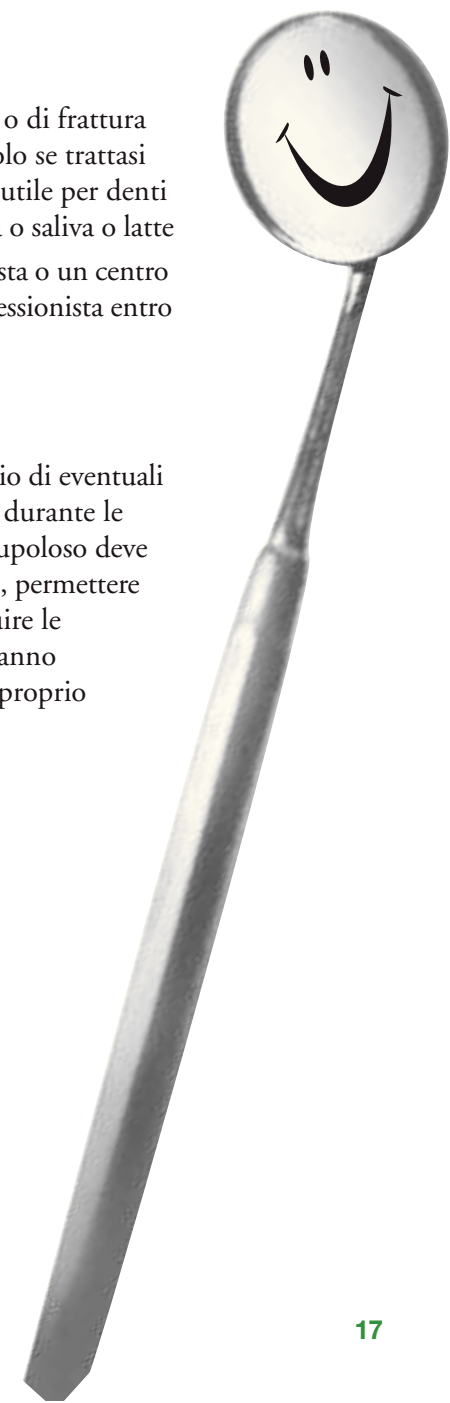 o di frattura
olo se trattasi
utile per denti
o saliva o latte
sta o un centro
essionista entro
io di eventuali
durante le
upoloso deve
, permettere
ire le
anno
proprio
17